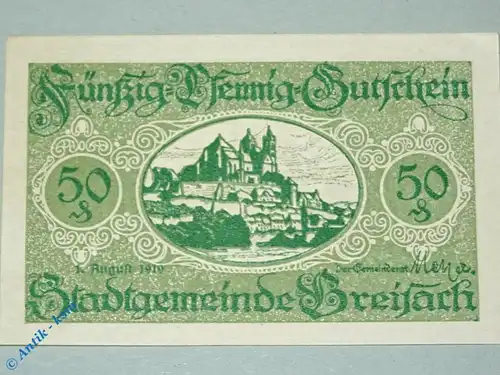 Fünfzig-Pfennig-Gutschein
50 50
₰ ₰
1. August 1919 Der Gemeinderat
Stadtgemeinde Breisach
© Antik-